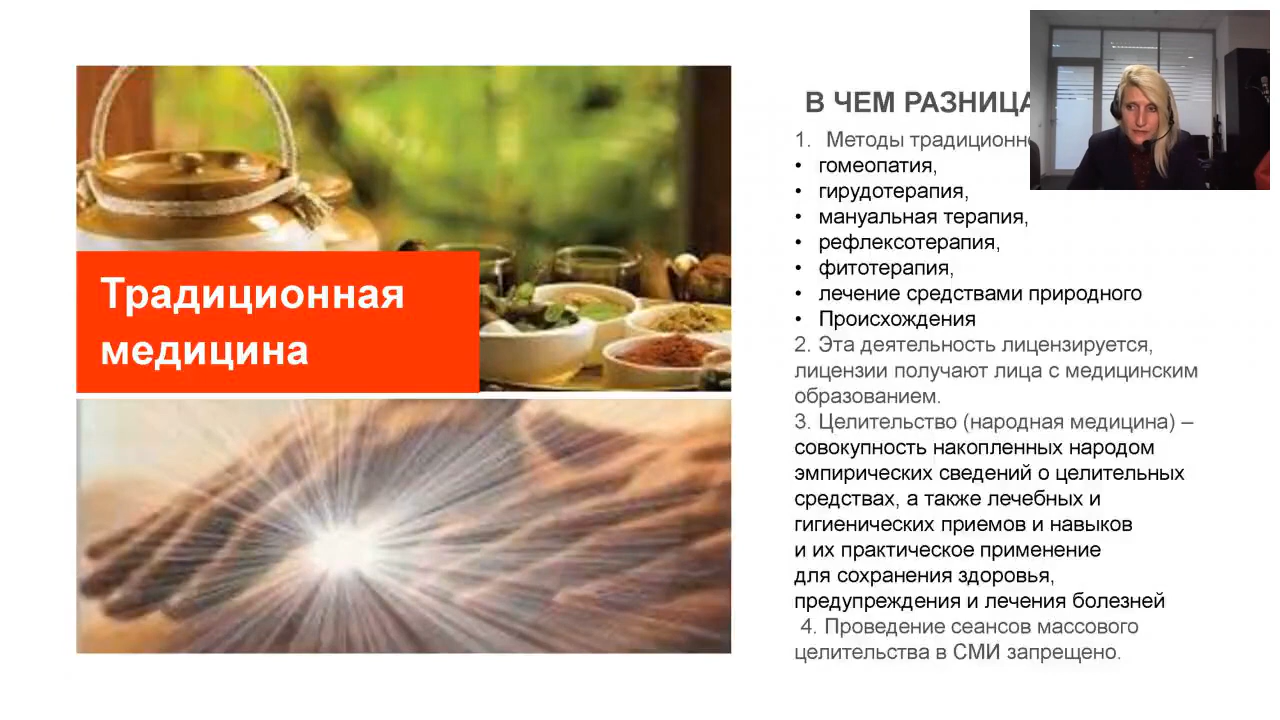 Традиционная
медицина
В ЧЕМ РАЗНИЦА
1. Методы
• гомеопатия,
• гирудотерапия,
• мануальная терапия,
• рефлексотерапия,
• фитотерапия,
• лечение средствами природного
• Происхождения
2. Эта деятельность лицензируется,
лицензии получают лица с медицинским
образованием.
3. Целительство (народная медицина) –
совокупность накопленных народом
эмпирических сведений о целительных
средствах, а также лечебных и
гигиенических приемов и навыков
и их практическое применение
для сохранения здоровья,
предупреждения и лечения болезней
4. Проведение сеансов массового
целительства в СМИ запрещено.